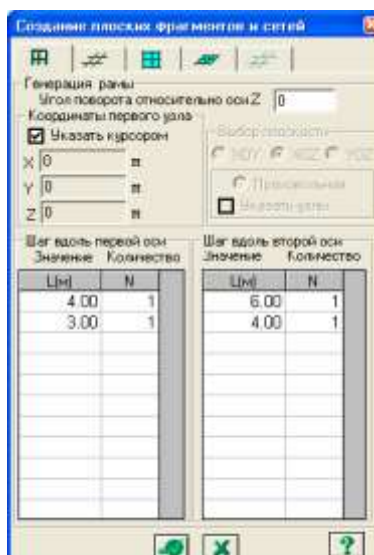 Создание плоских фрагментов и сетей
Генерация рамы
Угол поворота относительно оси Z 0
Координаты первого узла
Указать курсором
X 0 м
Y 0 м
Z 0 м
Выбор плоскости
XOY XOZ YOZ
Произвольная
Указать узлы
Шаг вдоль первой оси
Значение Количество
L(м) N
4.00 1
3.00 1
Шаг вдоль второй оси
Значение Количество
L(м) N
6.00 1
4.00 1
?